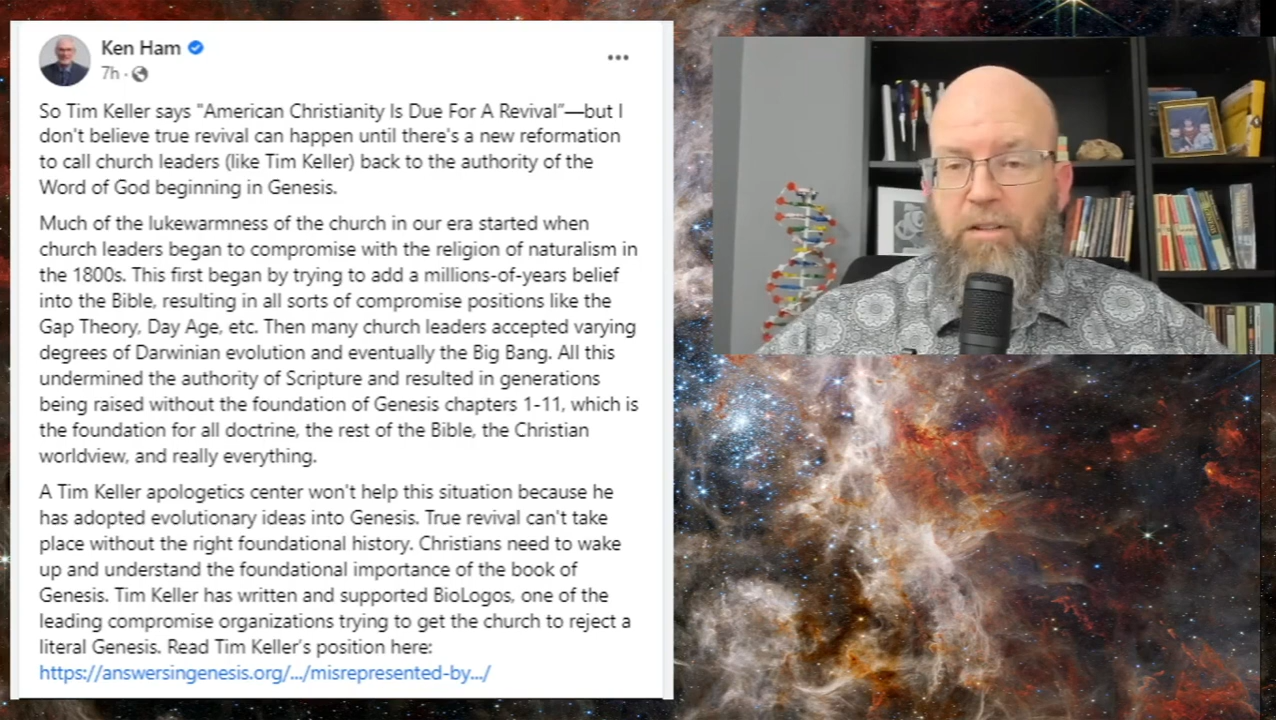 Ken Ham
7h
So Tim Keller says "American Christianity Is Due For A Revival"—but I
don't believe true revival can happen until there's a new reformation
to call church leaders (like Tim Keller) back to the authority of the
Word of God beginning in Genesis.
Much of the lukewarmness of the church in our era started when
church leaders began to compromise with the religion of naturalism in
the 1800s. This first began by trying to add a millions-of-years belief
into the Bible, resulting in all sorts of compromise positions like the
Gap Theory, Day Age, etc. Then many church leaders accepted varying
degrees of Darwinian evolution and eventually the Big Bang. All this
undermined the authority of Scripture and resulted in generations
being raised without the foundation of Genesis chapters 1-11, which is
the foundation for all doctrine, the rest of the Bible, the Christian
worldview, and really everything.
A Tim Keller apologetics center won't help this situation because he
has adopted evolutionary ideas into Genesis. True revival can't take
place without the right foundational history. Christians need to wake
up and understand the foundational importance of the book of
Genesis. Tim Keller has written and supported BioLogos, one of the
leading compromise organizations trying to get the church to reject a
literal Genesis. Read Tim Keller's position here:
https://answersingenesis.org/.../misrepresented-by.../